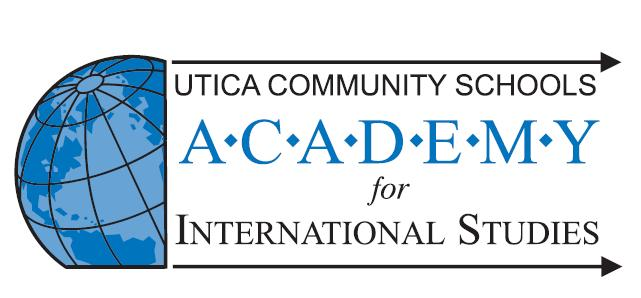 UTICA COMMUNITY SCHOOLS
A•C•A•D•E•M•Y
for
INTERNATIONAL STUDIES